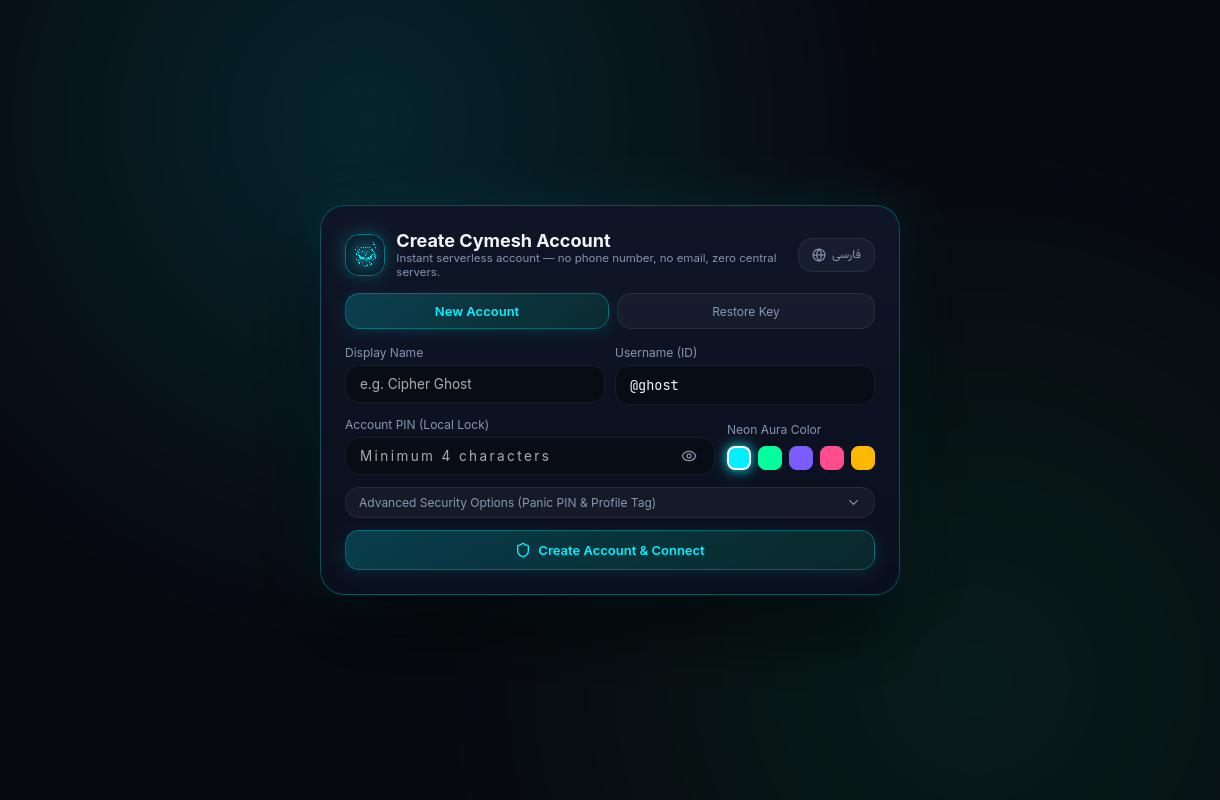 Create Cymesh Account
Instant serverless account — no phone number, no email, zero central
servers.
فارسی
New Account
Restore Key
Display Name
Username (ID)
e.g. Cipher Ghost
@ghost
Account PIN (Local Lock)
Neon Aura Color
Minimum 4 characters
Advanced Security Options (Panic PIN & Profile Tag)
Create Account & Connect